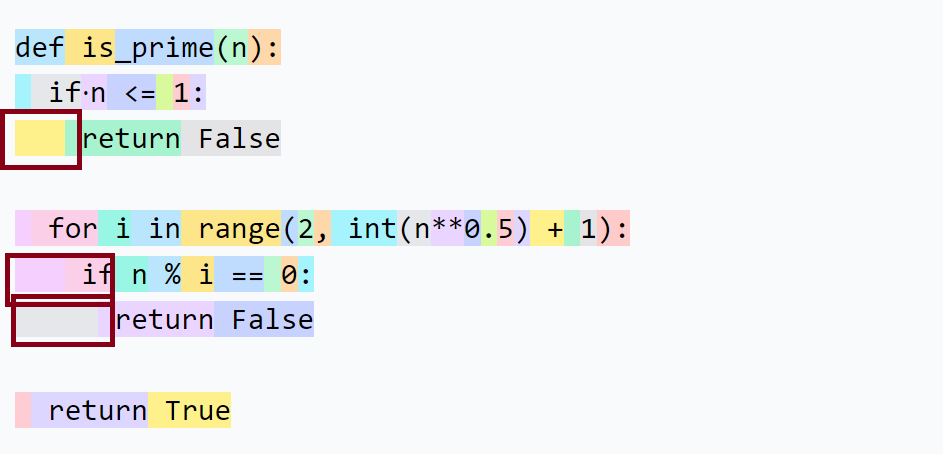 def is_prime(n):
  if·n <= 1:
    return False
  for i in range(2, int(n**0.5) + 1):
    if n % i == 0:
      return False
  return True